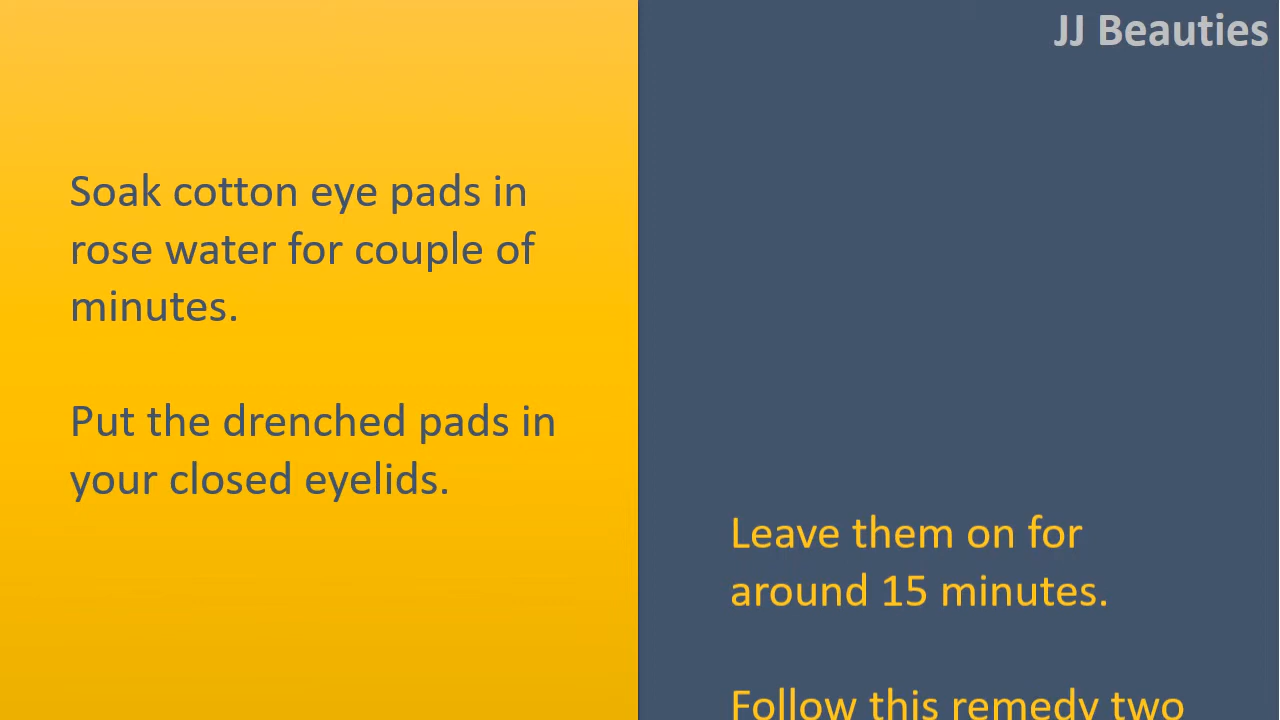 JJ Beauties
Soak cotton eye pads in
rose water for couple of
minutes.
Put the drenched pads in
your closed eyelids.
Leave them on for
around 15 minutes.
Follow this remedy two